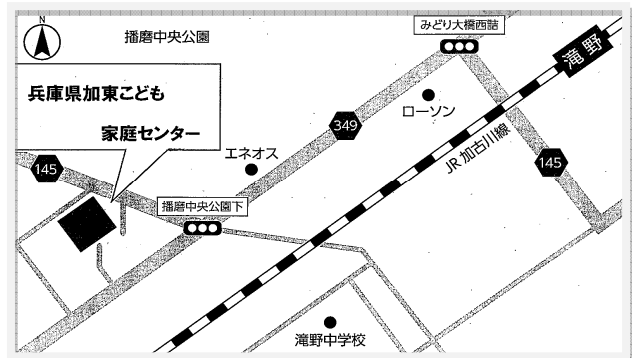 N
播磨中央公園
みどり大橋西詰
滝野
兵庫県加東こども
家庭センター
ローソン
349
JR加古川線
エネオス
145
145
播磨中央公園下
滝野中学校